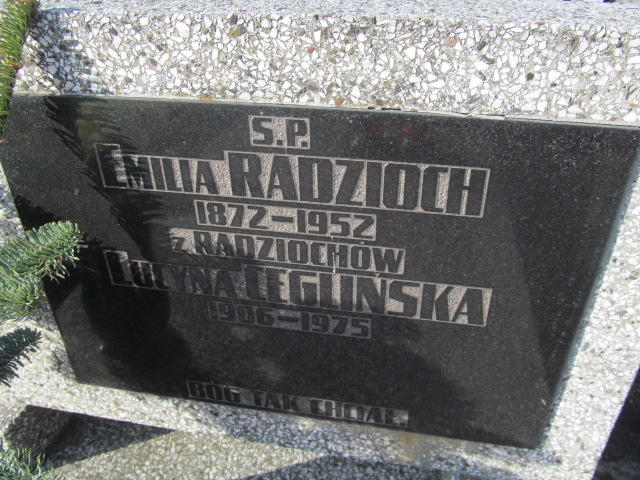 Ś.P.
EMILIA RADZIOCH
1872-1952
Z RADZIOCHÓW
LUCYNA CEGLIŃSKA
1906-1975
BÓG TAK CHCIAŁ